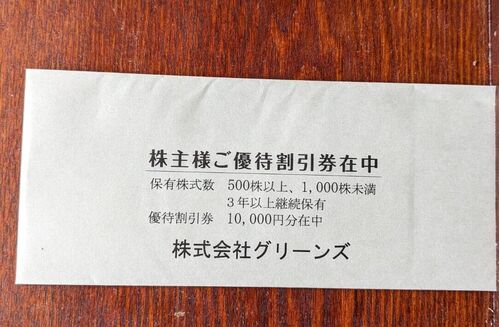 株主様ご優待割引券在中
保有株式数 500株以上、1,000株未満
3年以上継続保有
優待割引券 10,000円分在中
株式会社グリーンズ